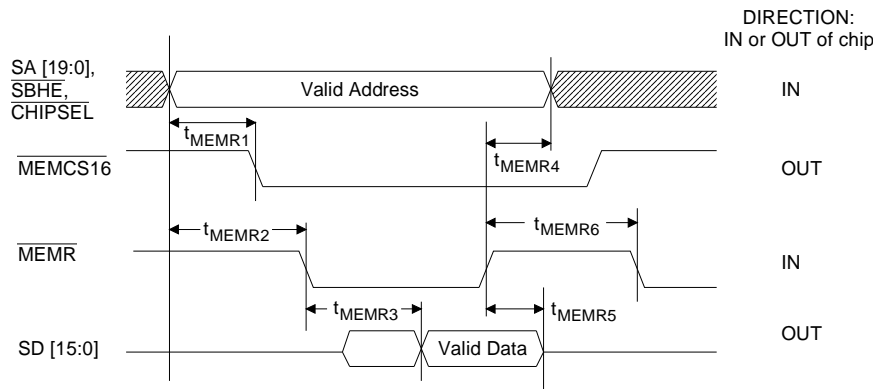 DIRECTION:
IN or OUT of chip
SA [19:0],
SBHE,
CHIPSEL
Valid Address
IN
tMEMR1
tMEMR4
MEMCS16
OUT
tMEMR2
tMEMR6
MEMR
IN
tMEMR3
tMEMR5
OUT
SD [15:0]
Valid Data